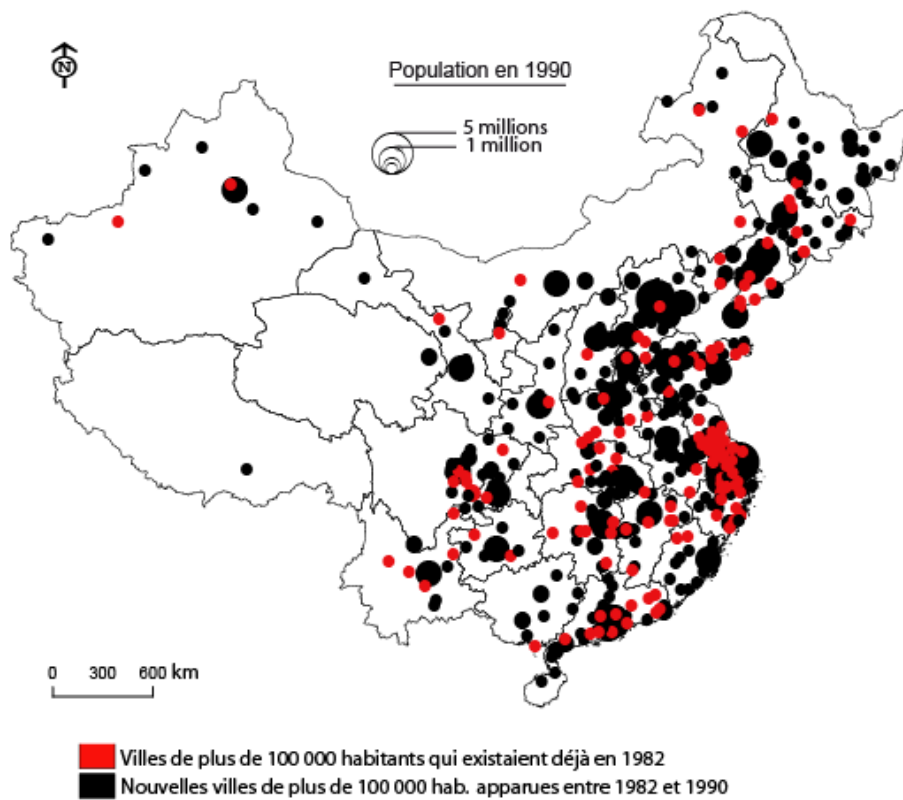 N
Population en 1990
5 millions
1 million
0 300 600 km
Villes de plus de 100 000 habitants qui existaient déjà en 1982
Nouvelles villes de plus de 100 000 hab. apparues entre 1982 et 1990